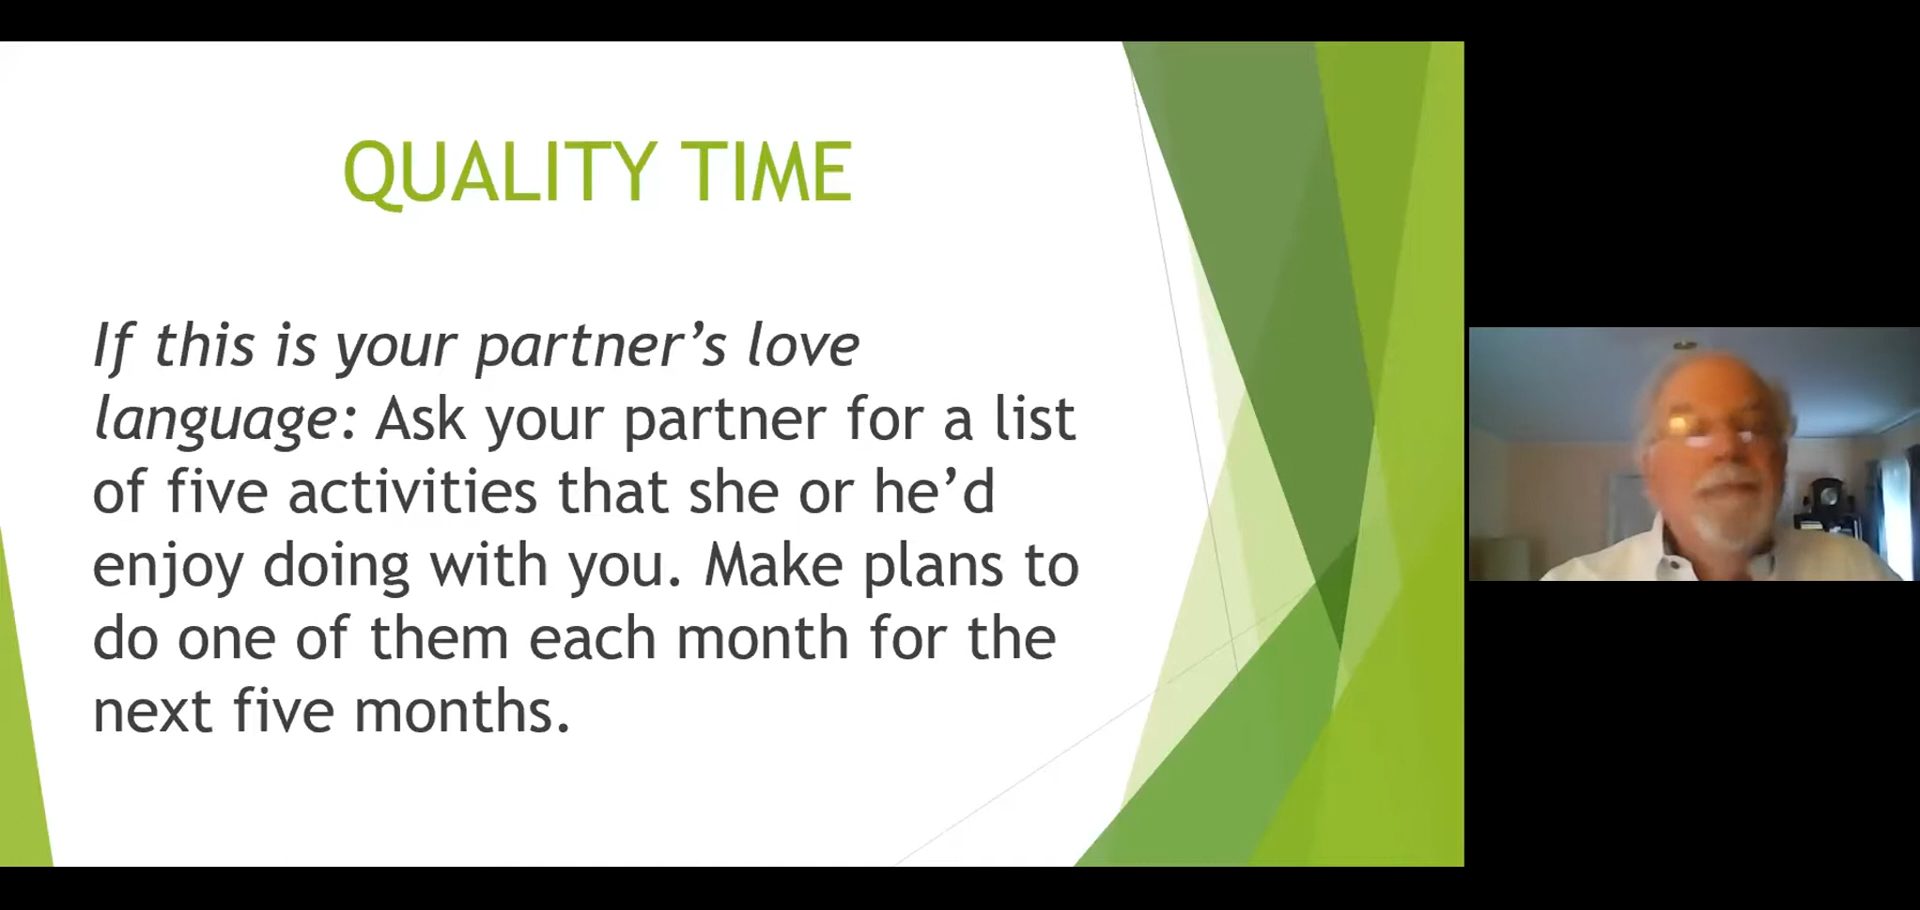 QUALITY TIME
If this is your partner’s love
language: Ask your partner for a list
of five activities that she or he’d
enjoy doing with you. Make plans to
do one of them each month for the
next five months.